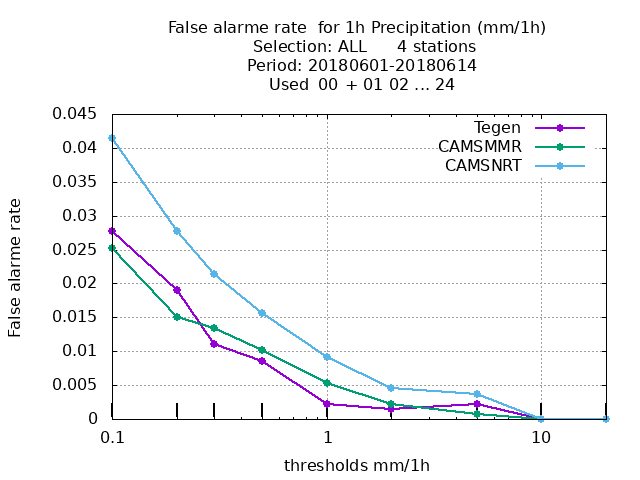 False alarme rate  for 1h Precipitation (mm/1h)
Selection: ALL      4 stations
Period: 20180601-20180614
Used  00  + 01 02 ... 24
Tegen
CAMSMMR
CAMSNRT
0.045
0.04
0.035
0.03
0.025
0.02
0.015
0.01
0.005
0
False alarme rate
0.1
1
10
thresholds mm/1h